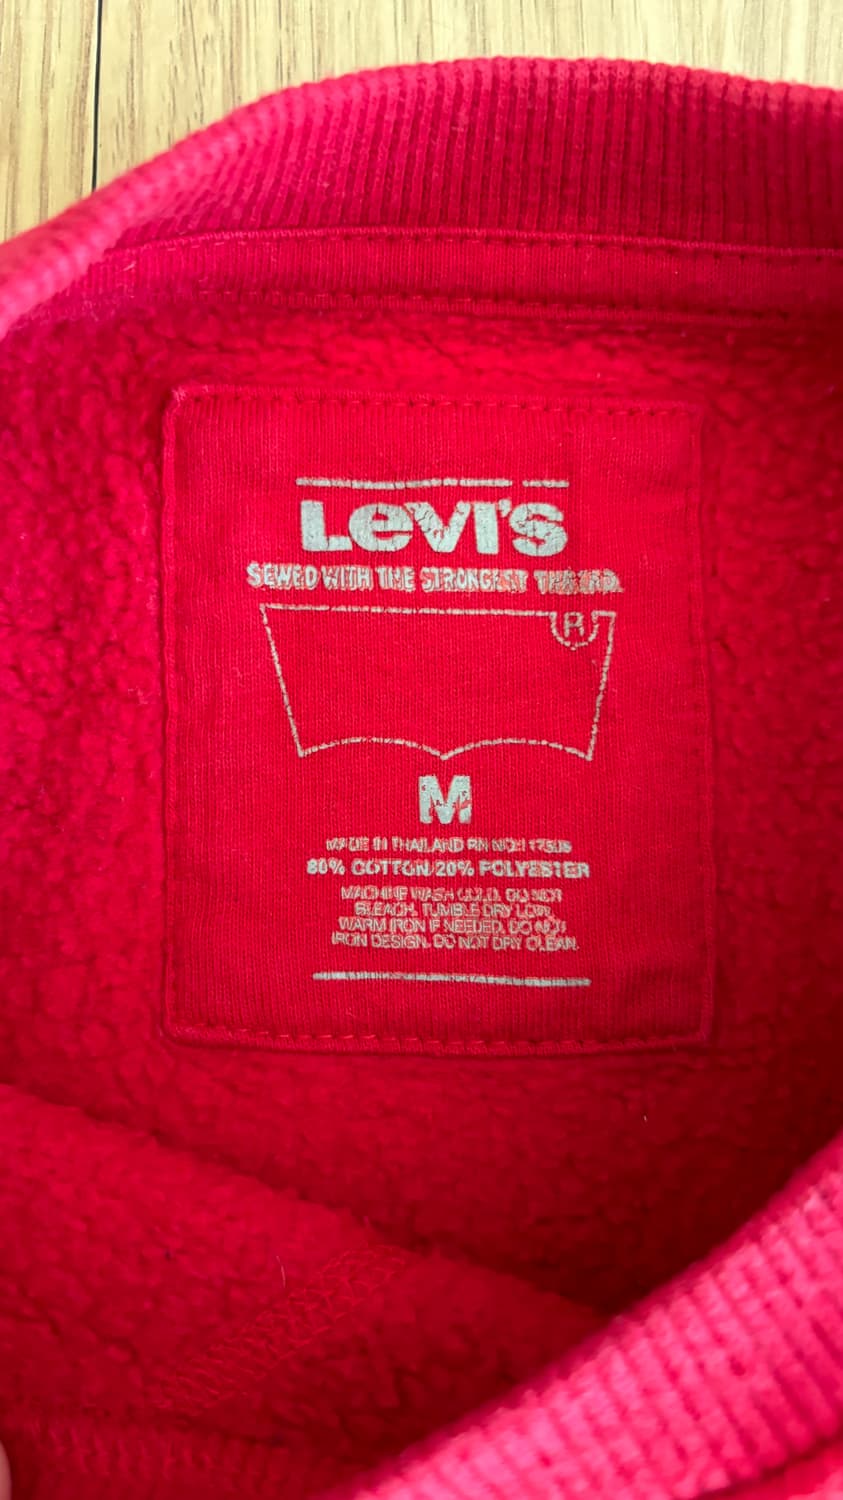 Levi's
SEWED WITH THE STRONGEST THREAD
R
M
MADE IN THAILAND RN NO.
80% COTTON/20% POLYESTER
MACHINE WASH COLD. DO NOT
BLEACH. TUMBLE DRY LOW.
WARM IRON IF NEEDED. DO NOT
IRON DESIGN. DO NOT DRY CLEAN.